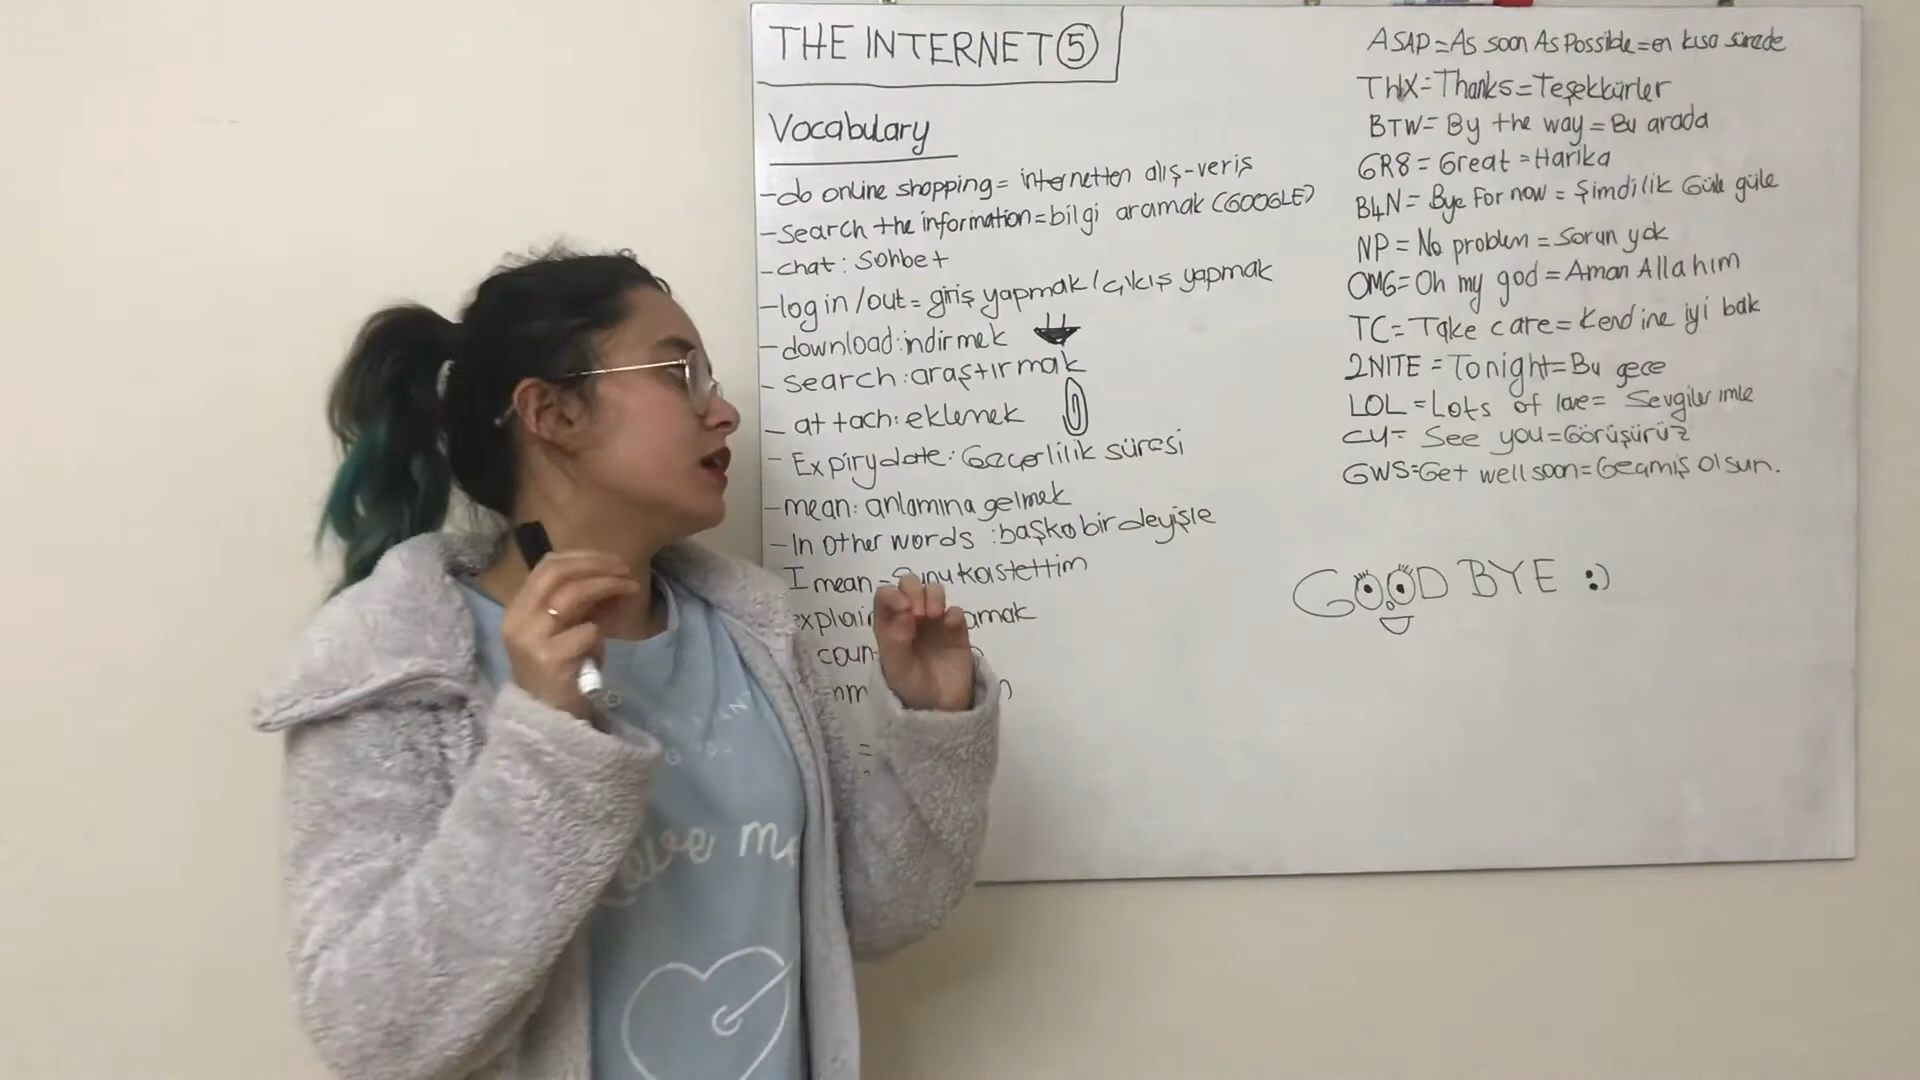 THE INTERNET 5
Vocabulary
-do online shopping= internetten alış-veriş
-Search the information=bilgi aramak (GOOGLE)
-chat: Sohbet
-log in/out= giriş yapmak/çıkış yapmak
-download:indirmek
-search:araştırmak
-attach:eklemek
-Expiry date:Geçerlilik süresi
-mean: anlamına gelmek
-In other words:başka bir deyişle
I mean= kastettim
ASAP=As soon As Possible=en kısa sürede
THX=Thanks=Teşekkürler
BTW=By the way=Bu arada
GR8=Great=Harika
B4N=Bye For now=Şimdilik Güle güle
NP=No problem=Sorun yok
OMG=Oh my god=Aman Allahım
TC=Take care=Kendine iyi bak
2NITE=Tonight=Bu gece
LOL=Lots of love= Sevgilerimle
CU= See you=Görüşürüz
GWS=Get well soon=Geçmiş Olsun.
GOOD BYE :)
love me